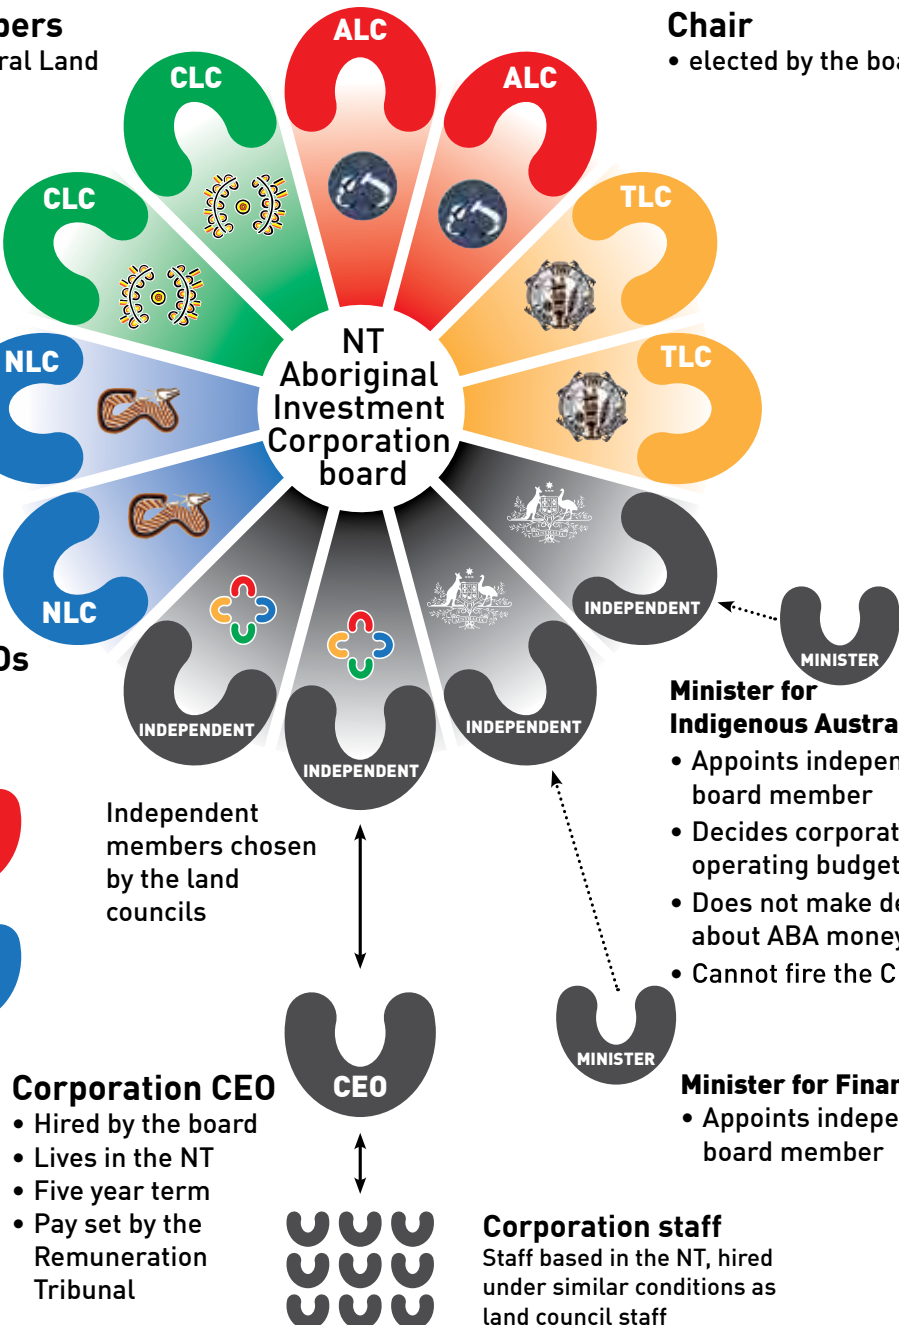 bers
ral Land
Chair
• elected by the boa
ALC
CLC
ALC
CLC
TLC
NLC
TLC
NT
Aboriginal
Investment
Corporation
board
NLC
INDEPENDENT
INDEPENDENT
INDEPENDENT
INDEPENDENT
MINISTER
Os
Minister for
Indigenous Austra
• Appoints indepen
board member
• Decides corporat
operating budget
• Does not make de
about ABA money
• Cannot fire the C
Independent
members chosen
by the land
councils
MINISTER
Minister for Finan
• Appoints indepe
board member
CEO
Corporation CEO
• Hired by the board
• Lives in the NT
• Five year term
• Pay set by the
Remuneration
Tribunal
Corporation staff
Staff based in the NT, hired
under similar conditions as
land council staff